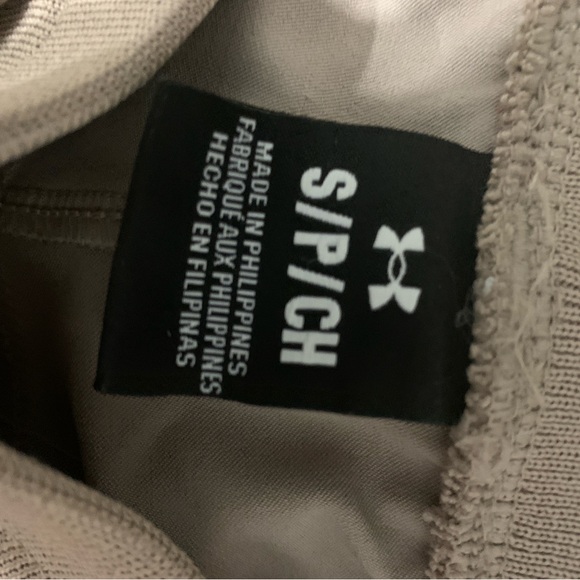 S/P/CH
MADE IN PHILIPPINES
FABRIQUÉ AUX PHILIPPINES
HECHO EN FILIPINAS